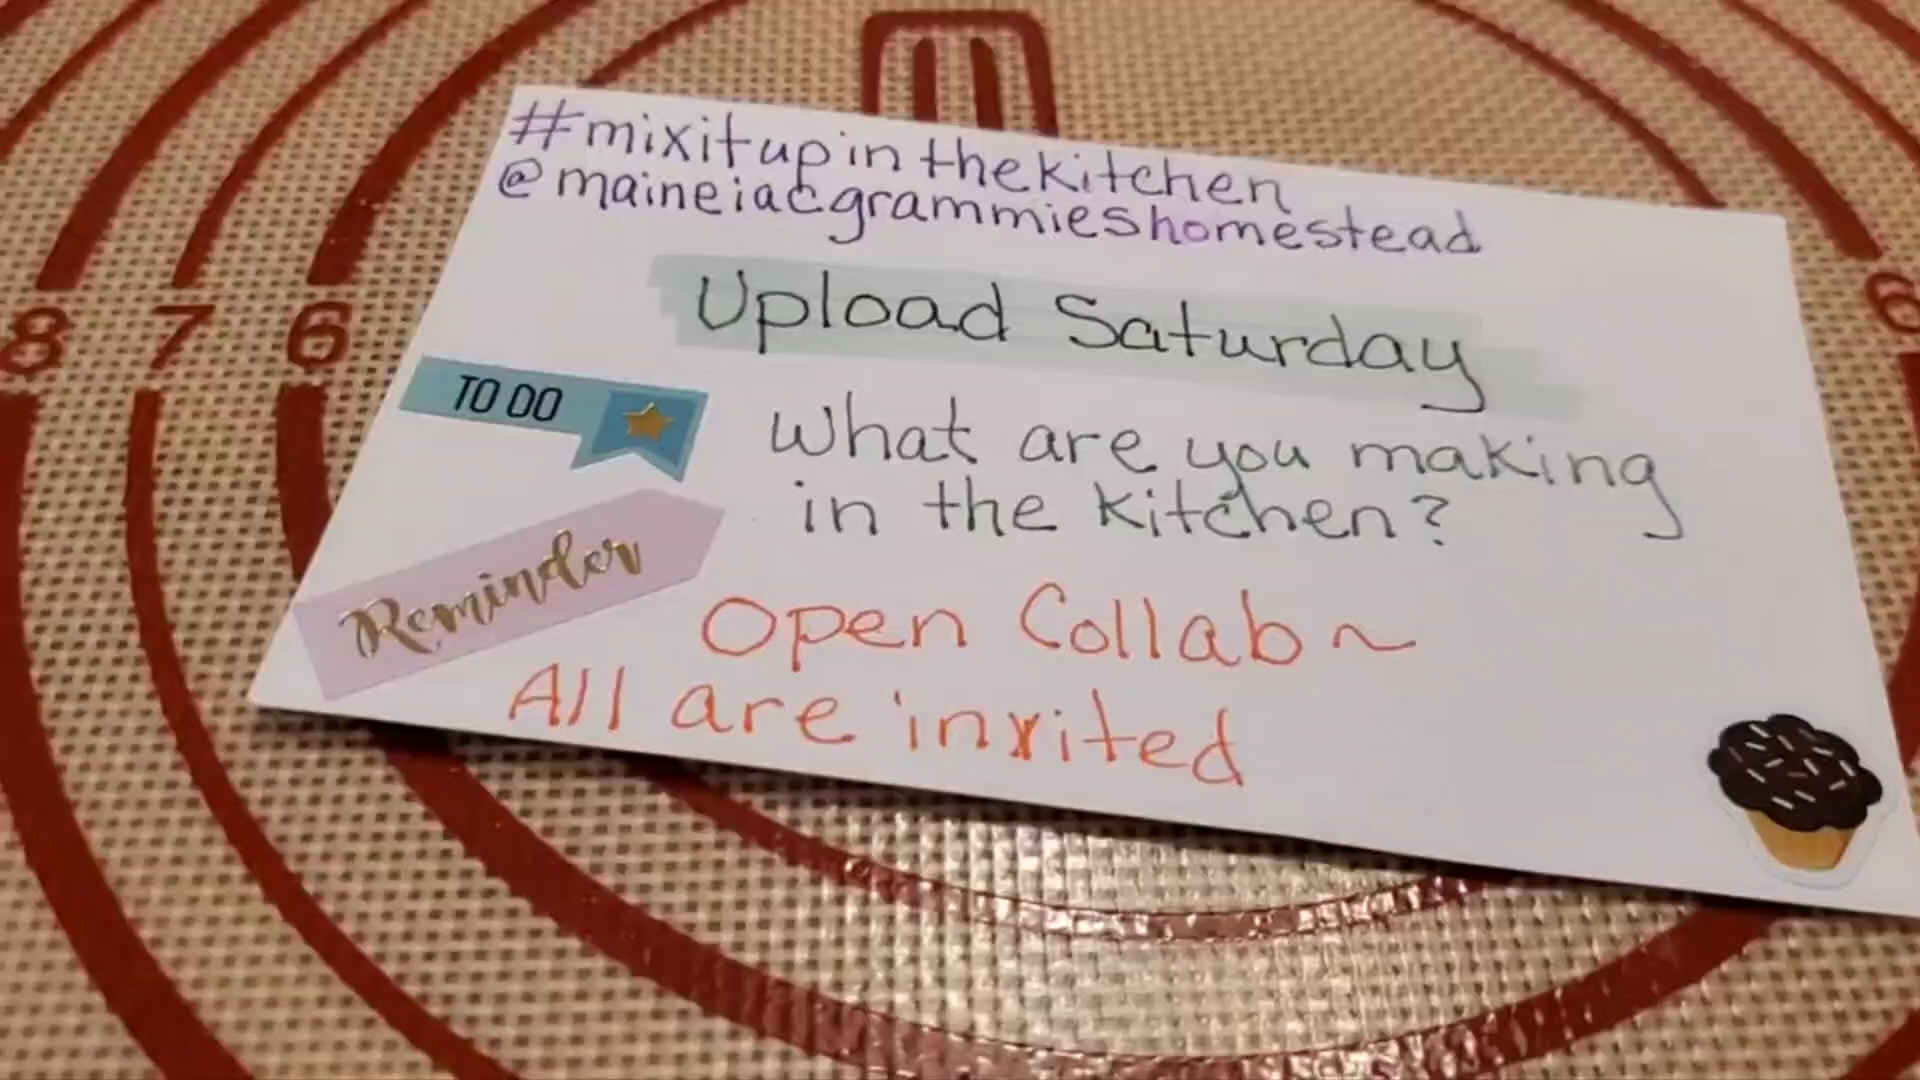 #mixitupinthekitchen
@maineiacgrammieshomestead
Upload Saturday
TO DO
What are you making
in the kitchen?
Reminder
Open Collab ~
All are invited
8 7 6
6